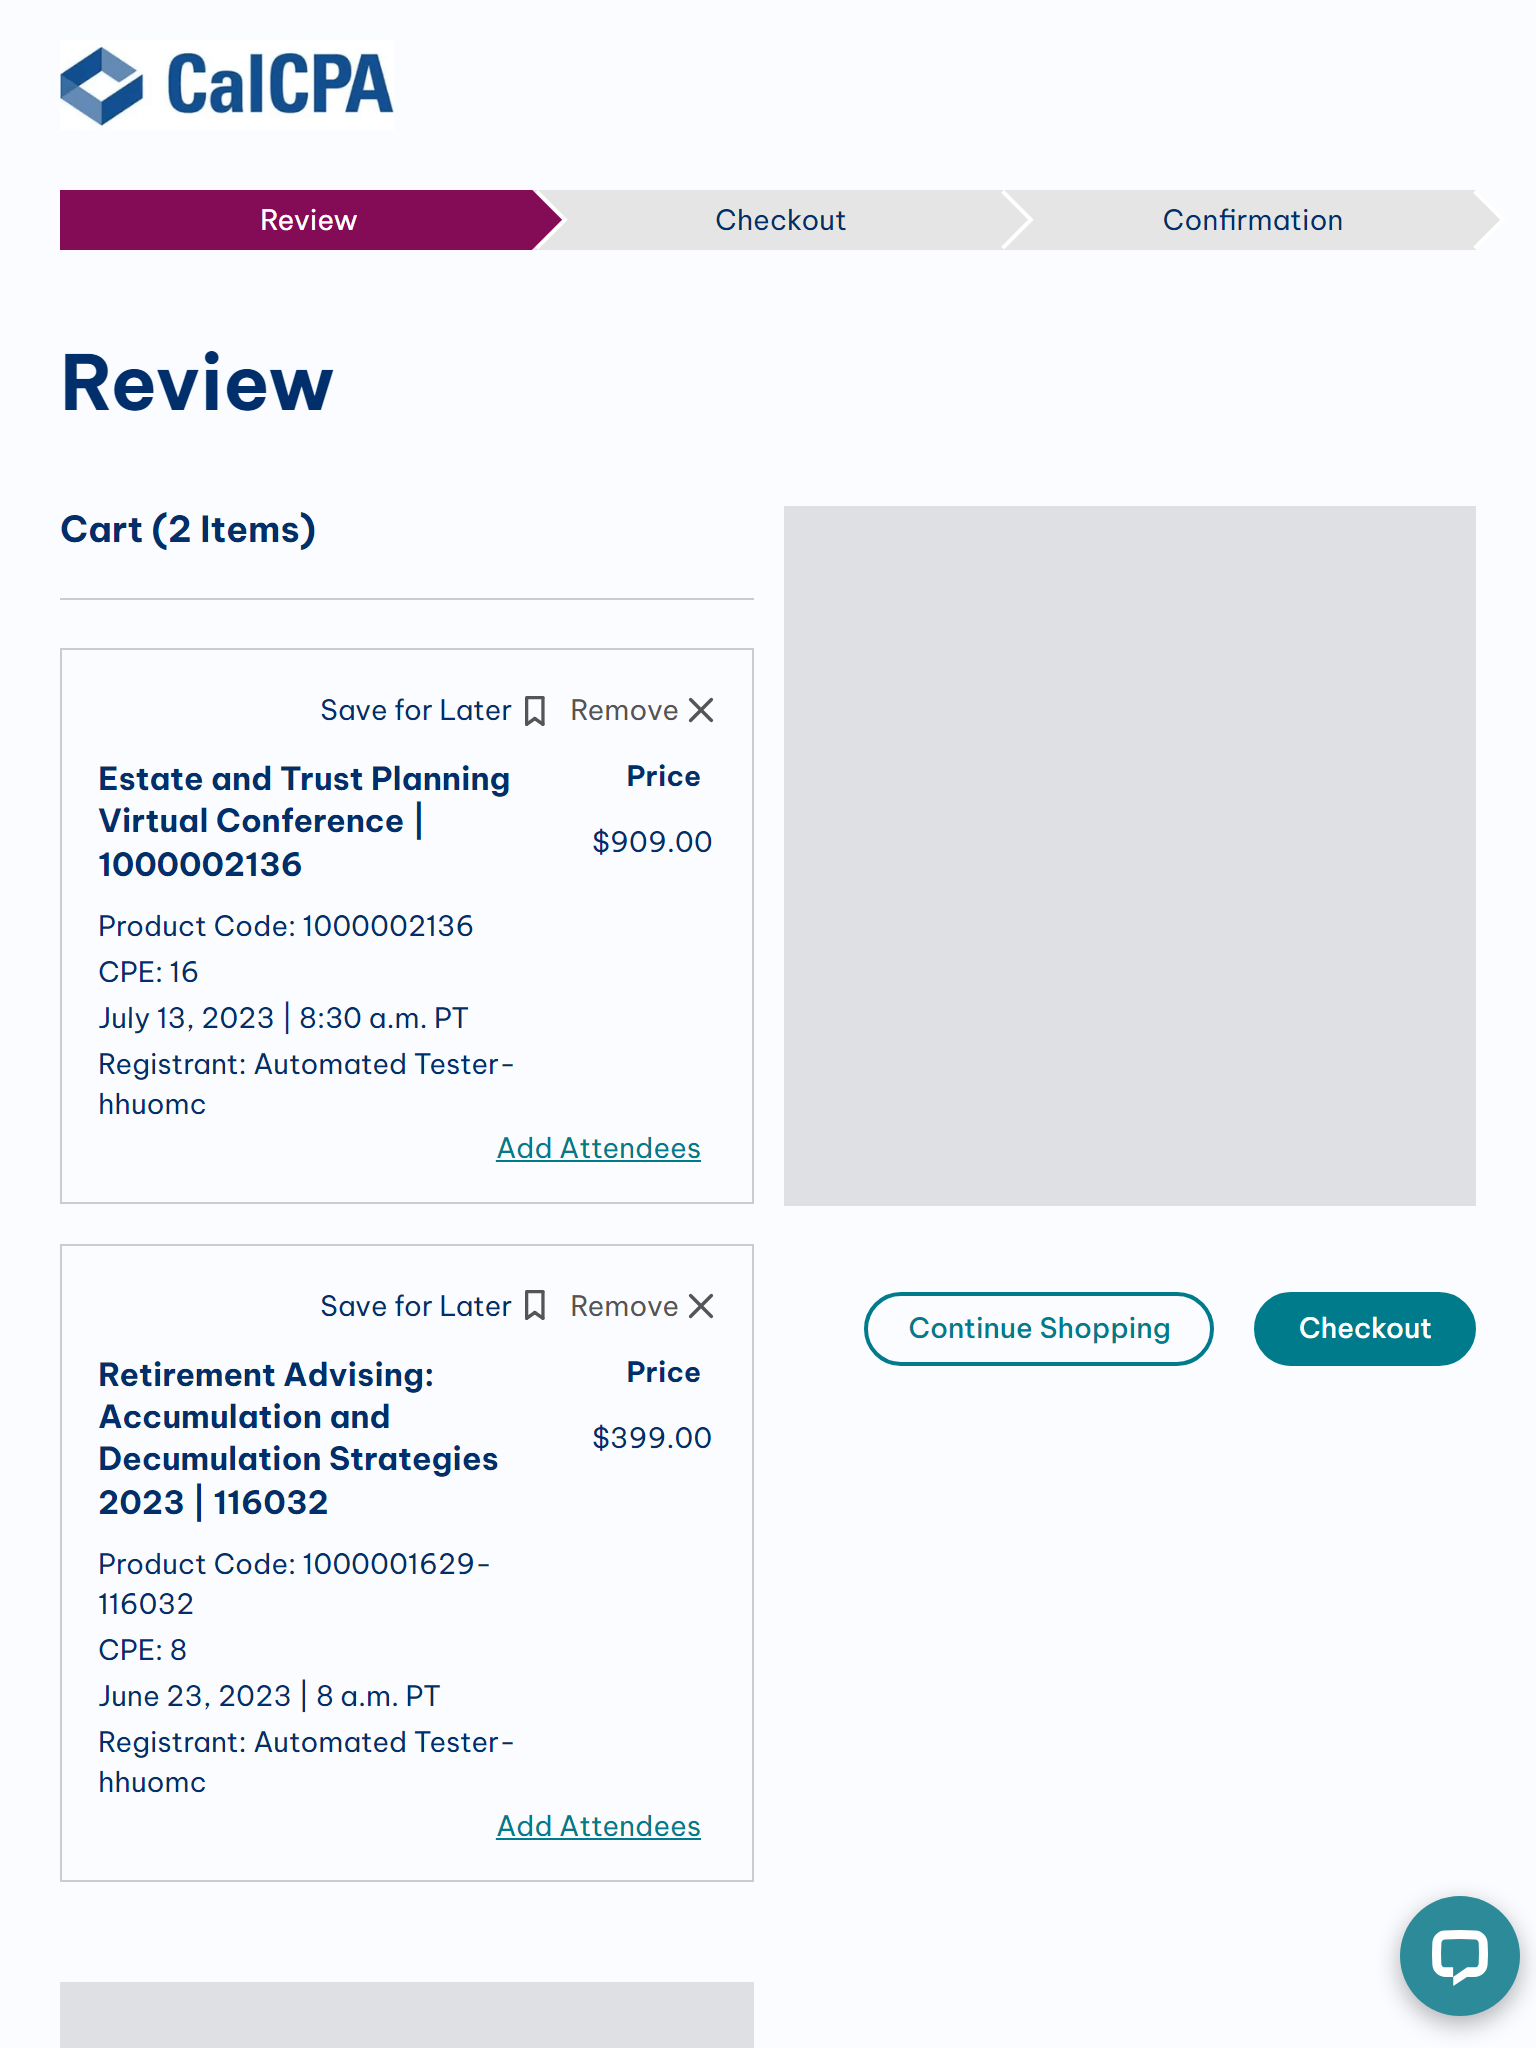 CalCPA
Review
Checkout
Confirmation
Review
Cart (2 Items)
Save for Later
Remove
Estate and Trust Planning
Virtual Conference |
1000002136
Price
$909.00
Product Code: 1000002136
CPE: 16
July 13, 2023 | 8:30 a.m. PT
Registrant: Automated Tester-
hhuomc
Add Attendees
Save for Later
Remove
Retirement Advising:
Accumulation and
Decumulation Strategies
2023 | 116032
Price
$399.00
Product Code: 1000001629-
116032
CPE: 8
June 23, 2023 | 8 a.m. PT
Registrant: Automated Tester-
hhuomc
Add Attendees
Continue Shopping
Checkout